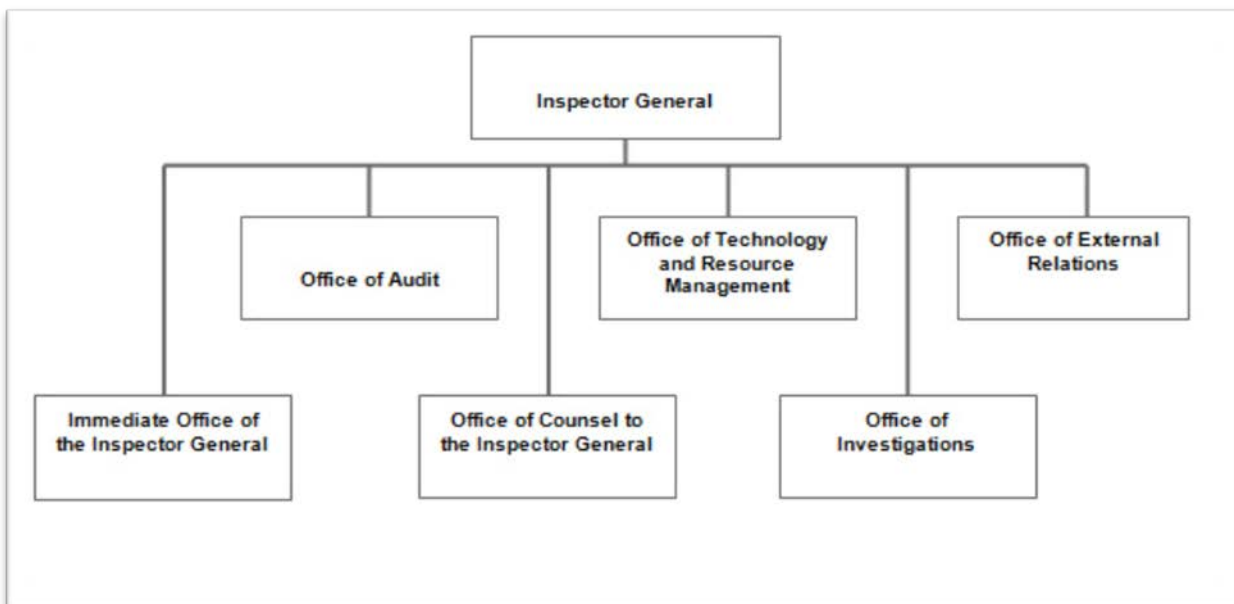 Inspector General
Office of Audit
Office of Technology
and Resource
Management
Office of External
Relations
Immediate Office of
the Inspector General
Office of Counsel to
the Inspector General
Office of
Investigations